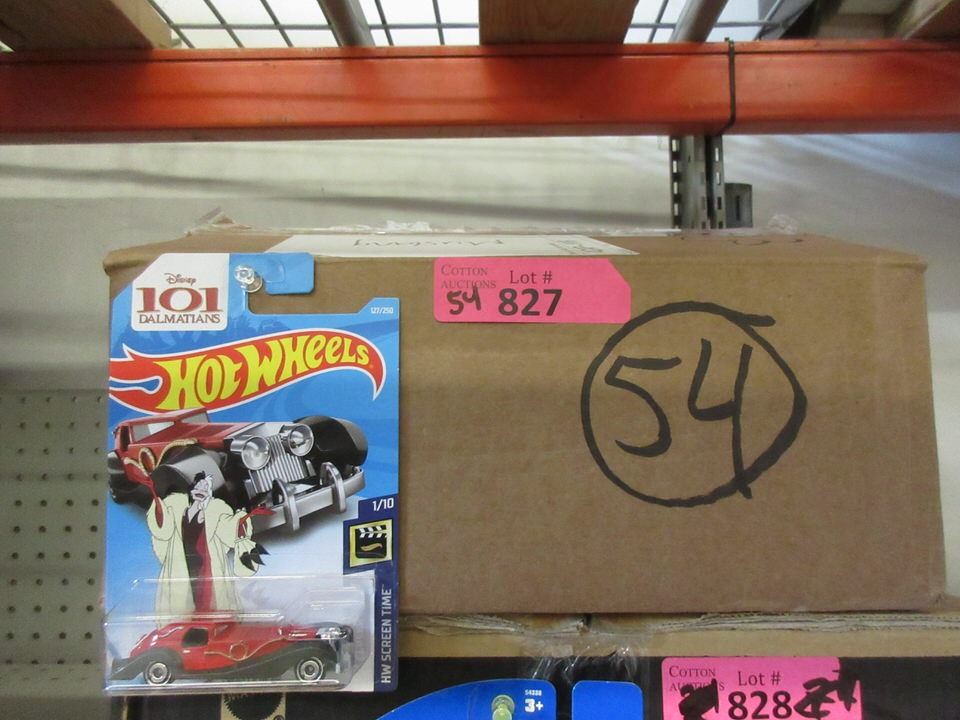 Disney
101
DALMATIANS
127/250
HOT WHEELS
1/10
HW SCREEN TIME
COTTON
AUCTIONS
Lot #
54 827
54
54338
3+
COTTON
AUCTIONS
Lot #
828